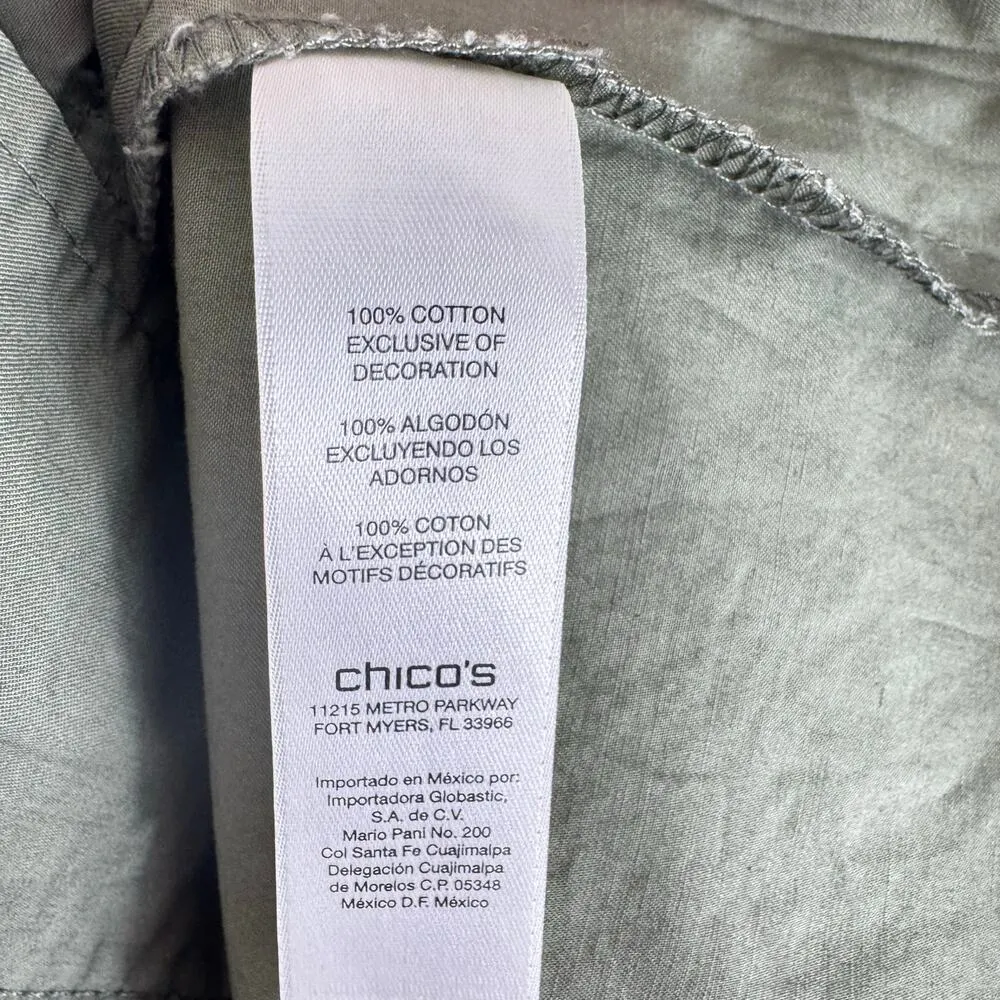 100% COTTON
EXCLUSIVE OF
DECORATION
100% ALGODÓN
EXCLUYENDO LOS
ADORNOS
100% COTON
À L'EXCEPTION DES
MOTIFS DÉCORATIFS
chico's
11215 METRO PARKWAY
FORT MYERS, FL 33966
Importado en México por:
Importadora Globastic,
S.A. de C.V.
Mario Pani No. 200
Col Santa Fe Cuajimalpa
Delegación Cuajimalpa
de Morelos C.P. 05348
México D.F. México